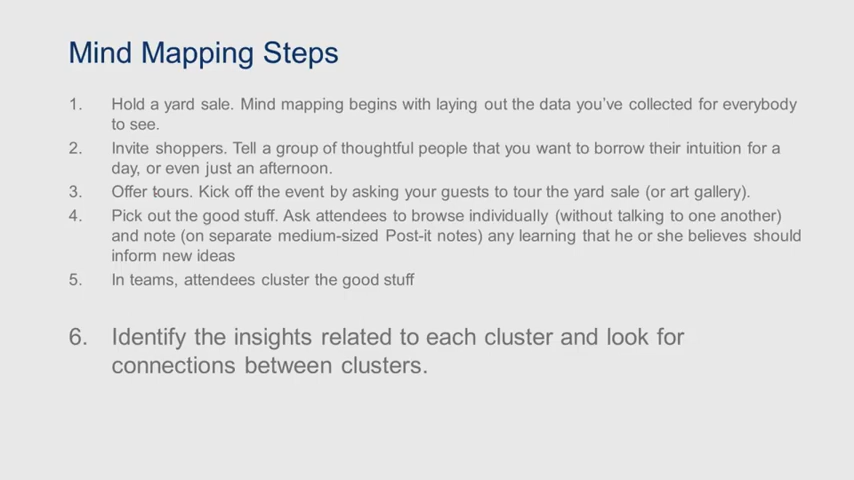 Mind Mapping Steps
1. Hold a yard sale. Mind mapping begins with laying out the data you’ve collected for everybody
to see.
2. Invite shoppers. Tell a group of thoughtful people that you want to borrow their intuition for a
day, or even just an afternoon.
3. Offer tours. Kick off the event by asking your guests to tour the yard sale (or art gallery).
4. Pick out the good stuff. Ask attendees to browse individually (without talking to one another)
and note (on separate medium-sized Post-it notes) any learning that he or she believes should
inform new ideas
5. In teams, attendees cluster the good stuff
6. Identify the insights related to each cluster and look for
connections between clusters.